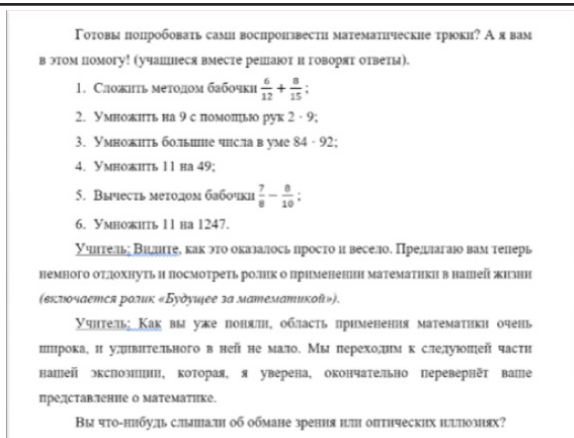 Готовы попробовать сами воспроизвести математические трюки? А я вам
в этом помогу! (учащиеся вместе решают и говорят ответы).
1. Сложить методом бабочки 6/12 + 8/15;
2. Умножить на 9 с помощью рук 2 · 9;
3. Умножить большие числа в уме 84 · 92;
4. Умножить 11 на 49;
5. Вычесть методом бабочки 7/8 − 8/10;
6. Умножить 11 на 1247.
Учитель: Видите, как это оказалось просто и весело. Предлагаю вам теперь
немного отдохнуть и посмотреть ролик о применении математики в нашей жизни
(включается ролик «Будущее за математикой»).
Учитель: Как вы уже поняли, область применения математики очень
широка, и удивительного в ней не мало. Мы переходим к следующей части
нашей экспозиции, которая, я уверена, окончательно перевернёт ваше
представление о математике.
Вы что-нибудь слышали об обмане зрения или оптических иллюзиях?